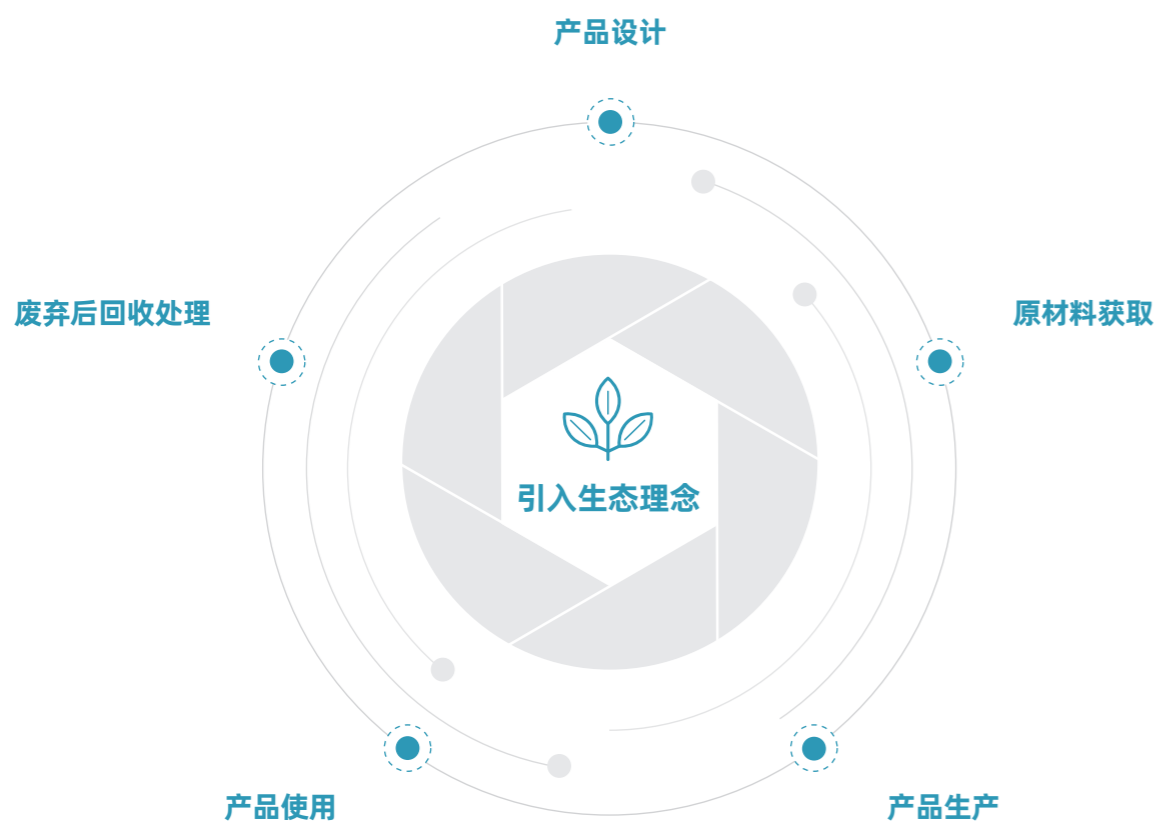 产品设计
废弃后回收处理
原材料获取
引入生态理念
产品使用
产品生产